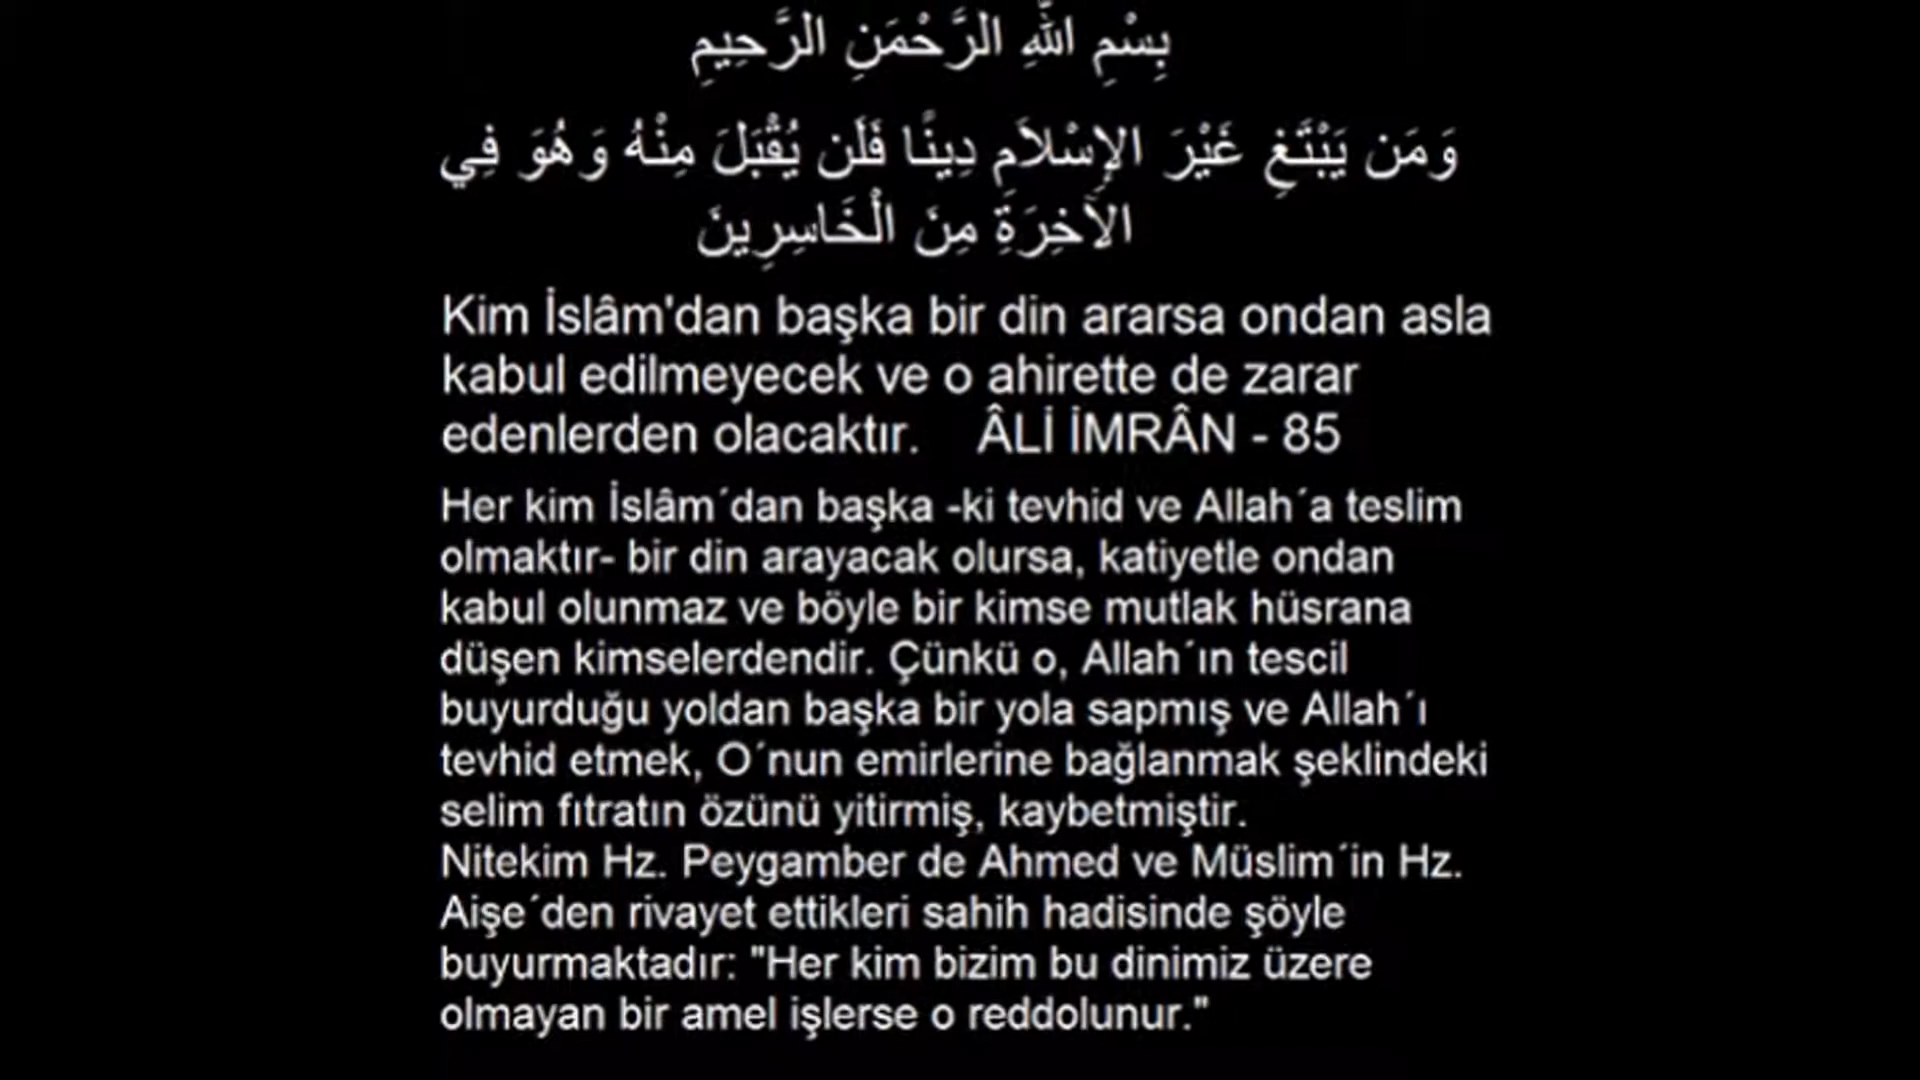 بِسْمِ اللّهِ الرَّحْمَنِ الرَّحِيمِ
وَمَن يَبْتَغِ غَيْرَ الإِسْلاَمِ دِينًا فَلَن يُقْبَلَ مِنْهُ وَهُوَ فِي
الآخِرَةِ مِنَ الْخَاسِرِينَ
Kim İslâm'dan başka bir din ararsa ondan asla
kabul edilmeyecek ve o ahirette de zarar
edenlerden olacaktır. ÂLİ İMRÂN - 85
Her kim İslâm´dan başka -ki tevhid ve Allah´a teslim
olmaktır- bir din arayacak olursa, katiyetle ondan
kabul olunmaz ve böyle bir kimse mutlak hüsrana
düşen kimselerdendir. Çünkü o, Allah´ın tescil
buyurduğu yoldan başka bir yola sapmış ve Allah´ı
tevhid etmek, O´nun emirlerine bağlanmak şeklindeki
selim fıtratın özünü yitirmiş, kaybetmiştir.
Nitekim Hz. Peygamber de Ahmed ve Müslim´in Hz.
Aişe´den rivayet ettikleri sahih hadisinde şöyle
buyurmaktadır: "Her kim bizim bu dinimiz üzere
olmayan bir amel işlerse o reddolunur."